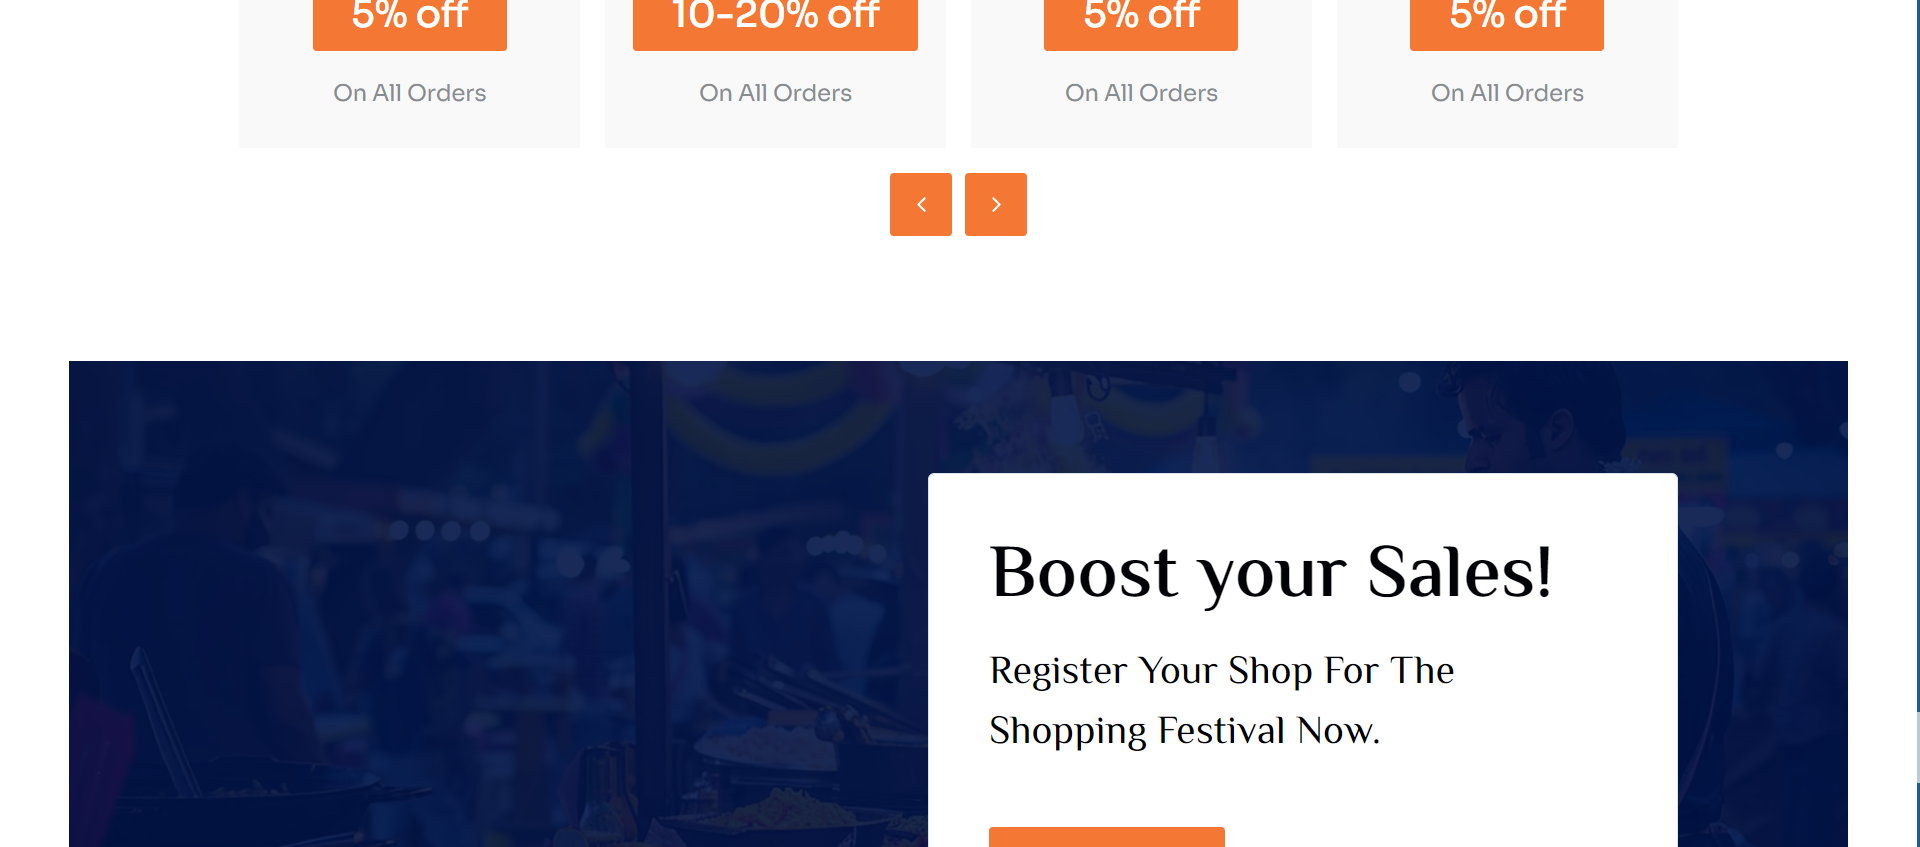 5% off
10-20% off
5% off
5% off
On All Orders
On All Orders
On All Orders
On All Orders
Boost your Sales!
Register Your Shop For The
Shopping Festival Now.